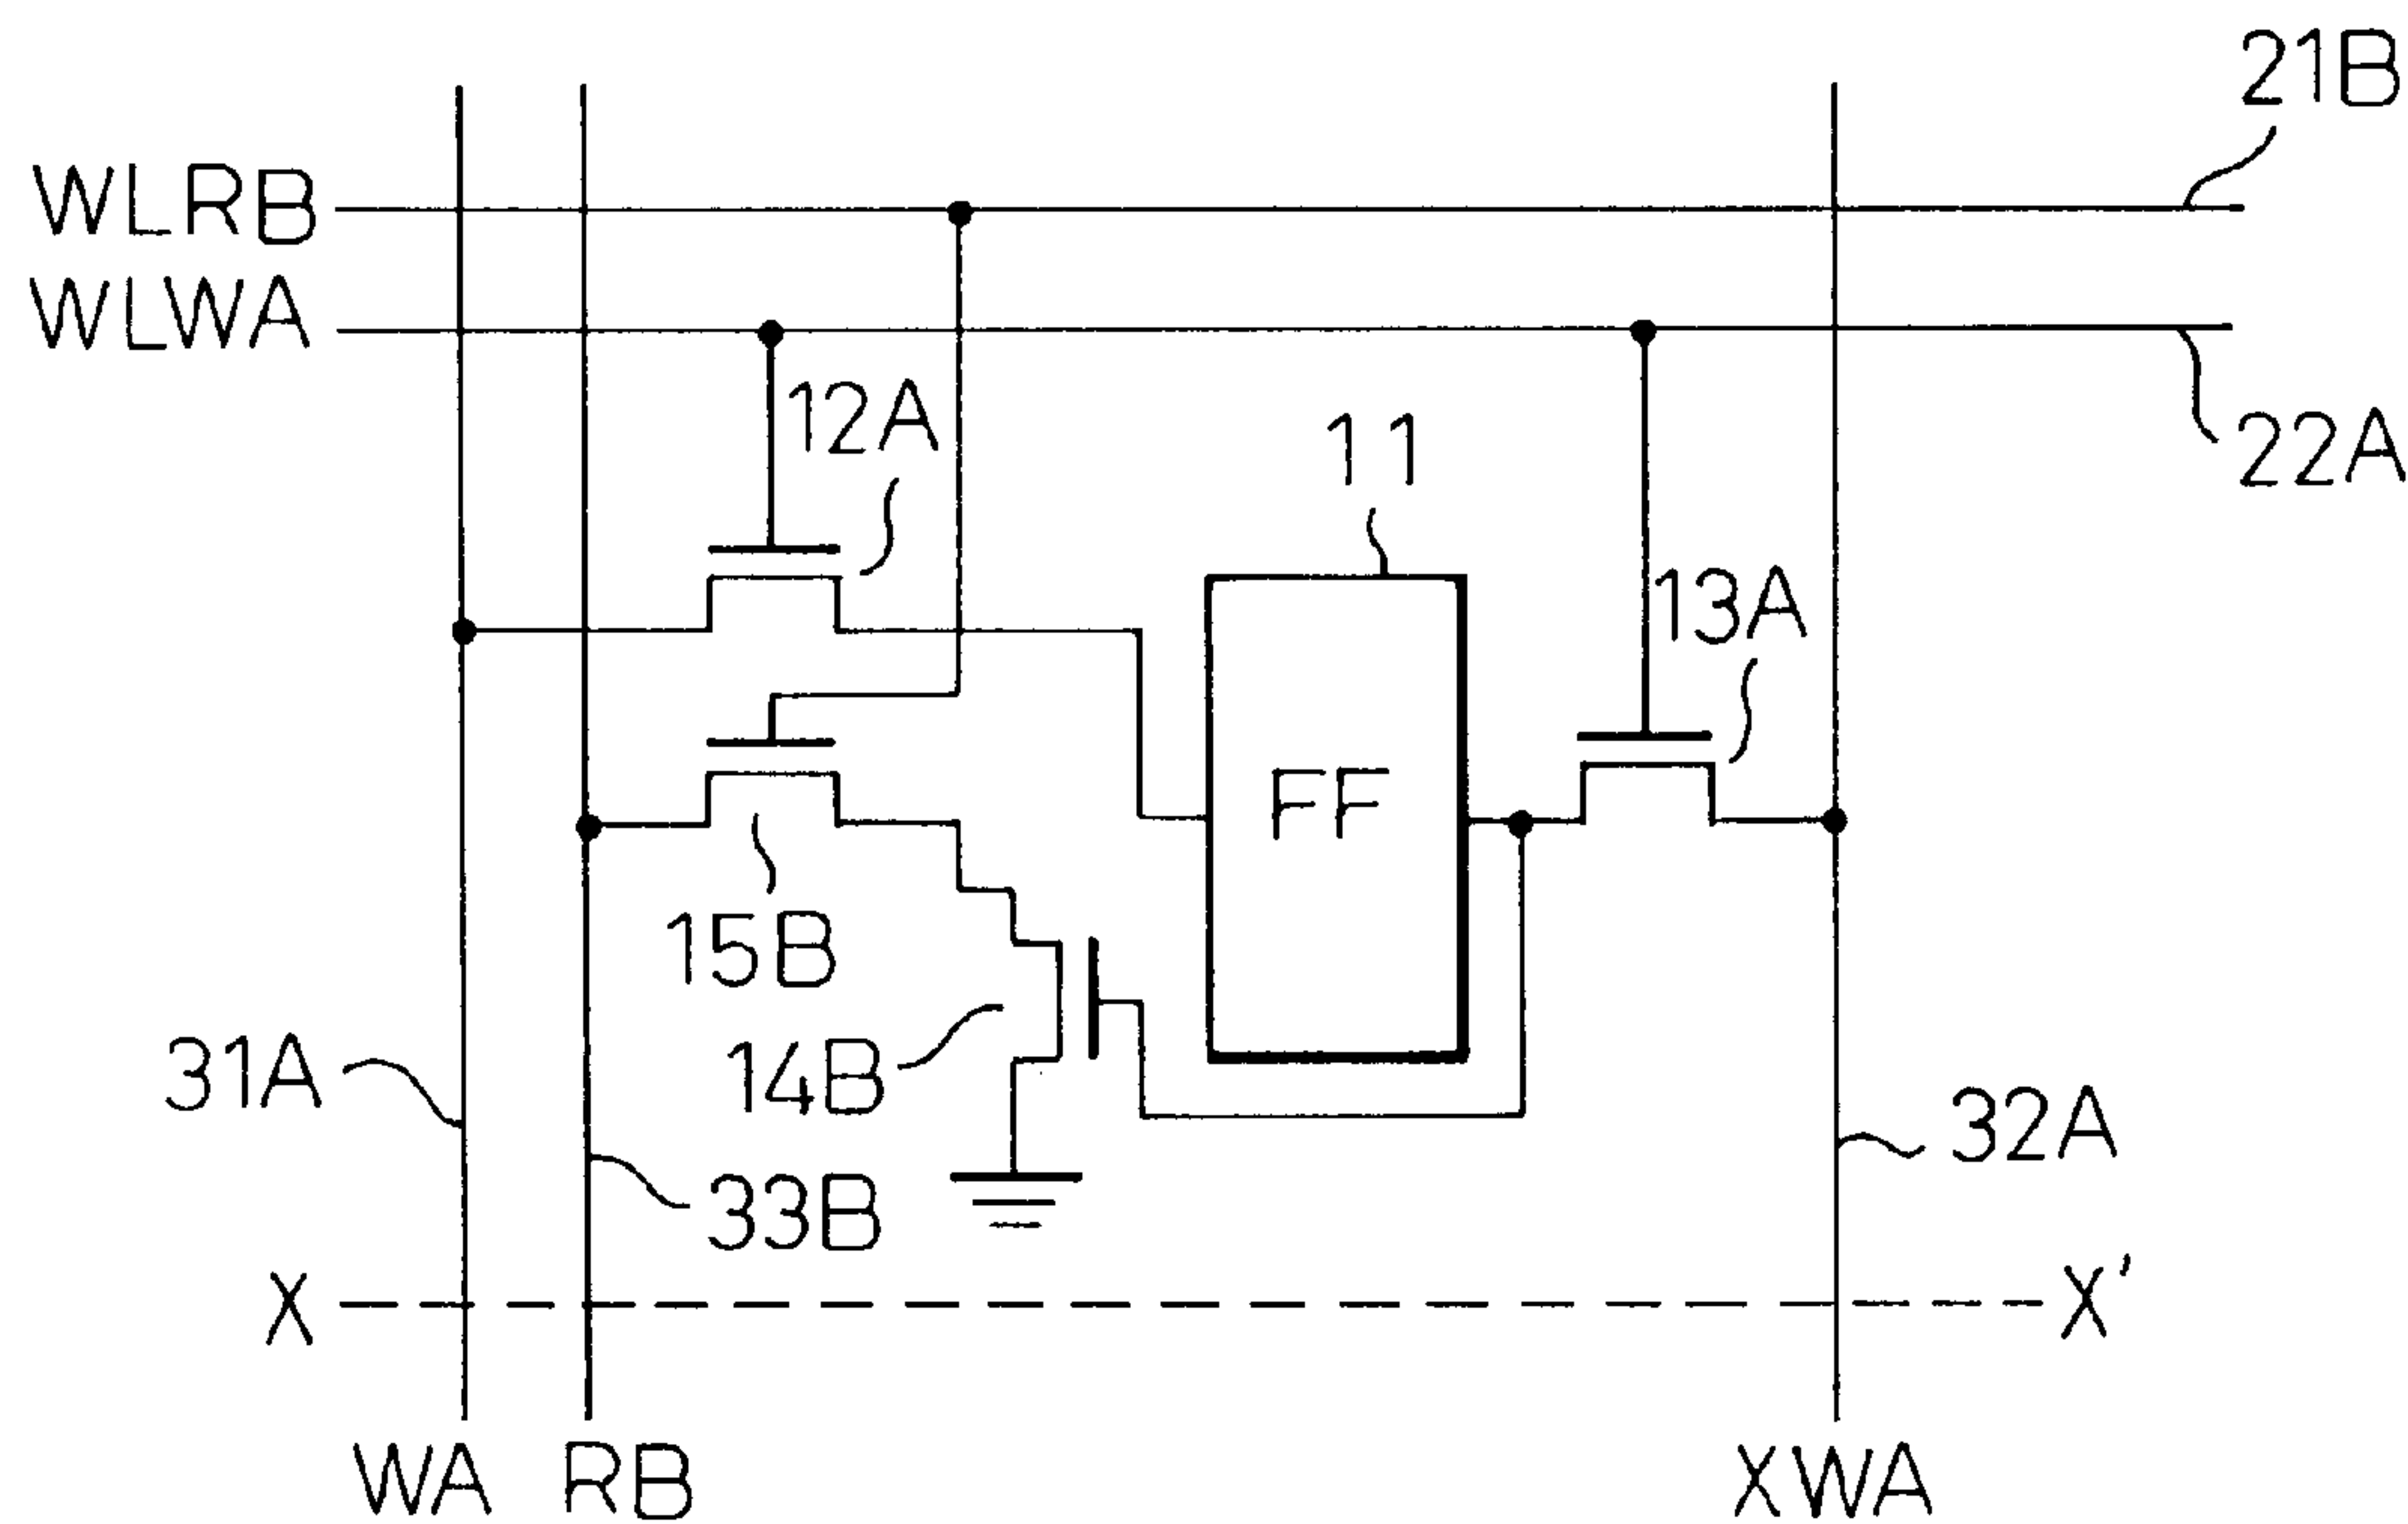 21B
WLRB
WLWA
12A
11
22A
13A
FF
15B
31A
14B
32A
33B
X
X'
WA
RB
XWA